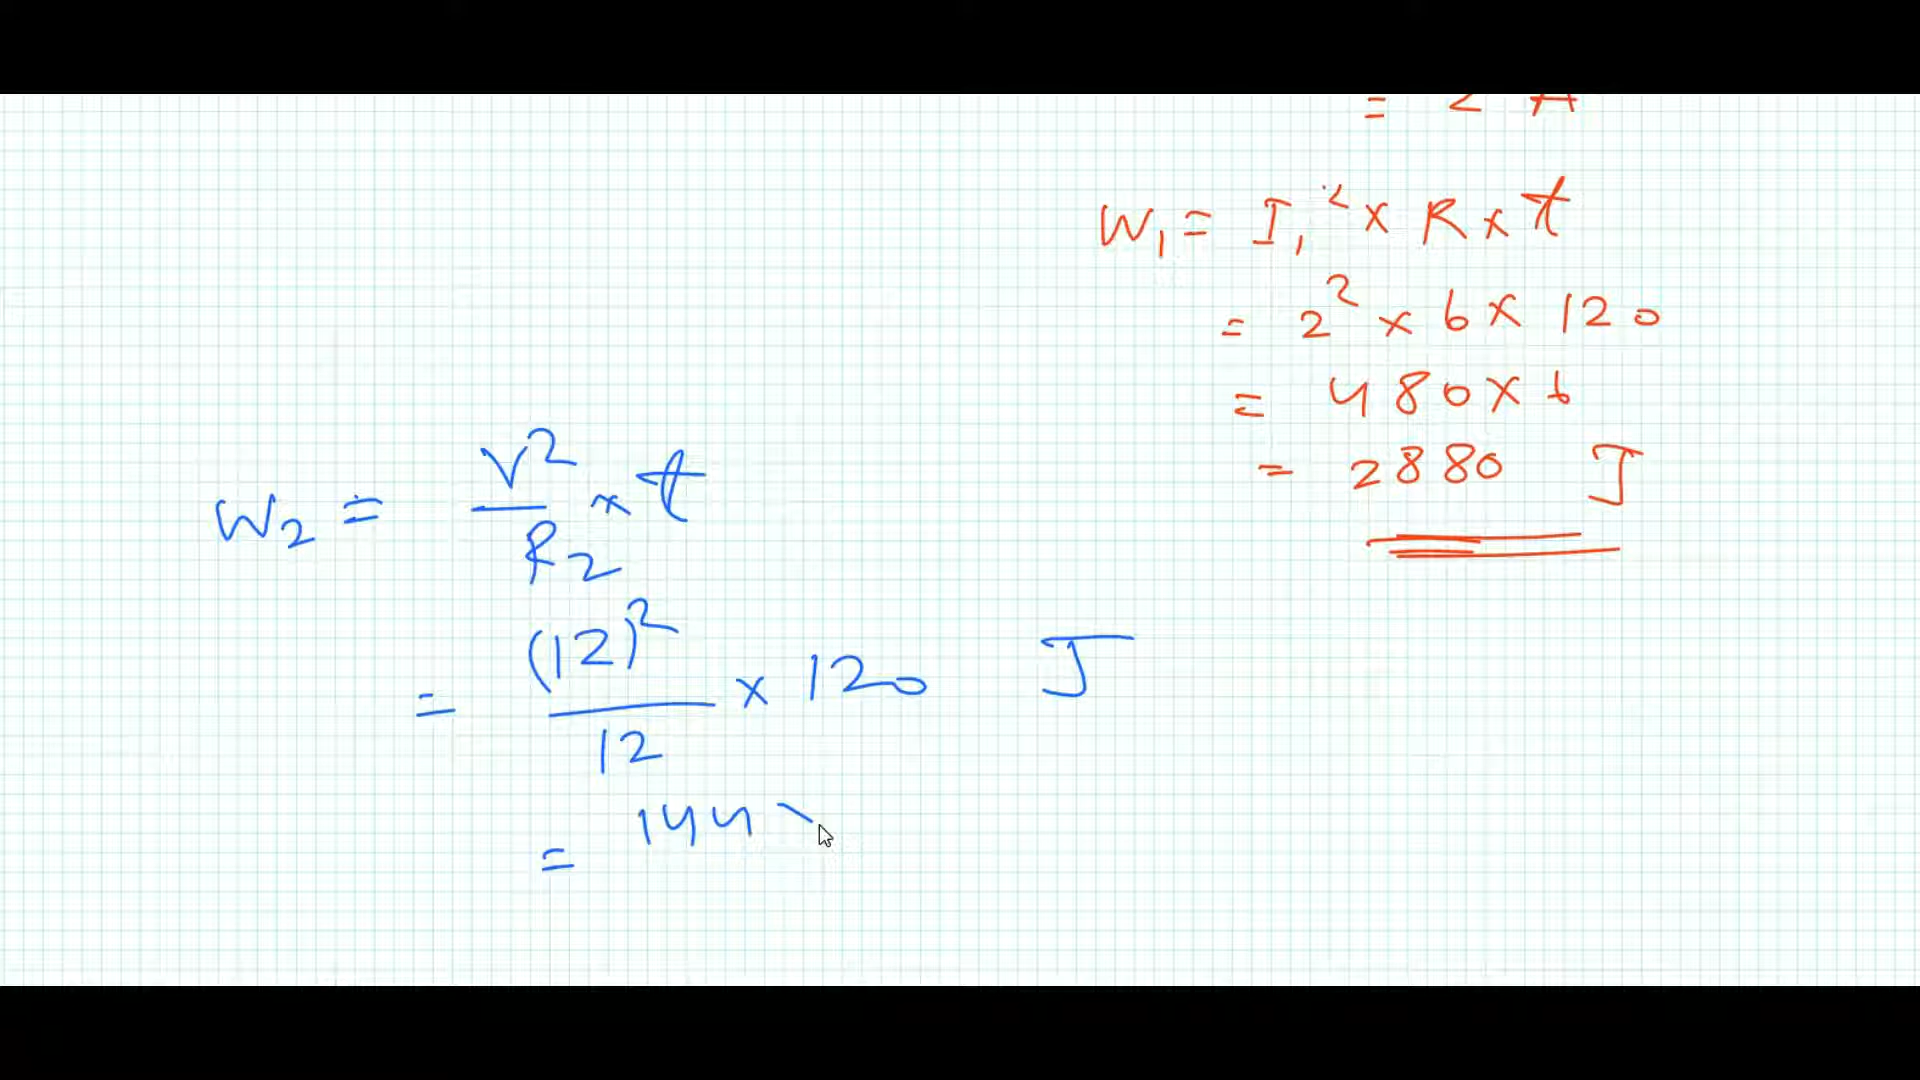 = 2 A
W₁ = I₁² × R × t
= 2² × 6 × 120
= 480 × 6
= 2880 J
W₂ = V²/R₂ × t
= (12)²/12 × 120 J
= 144